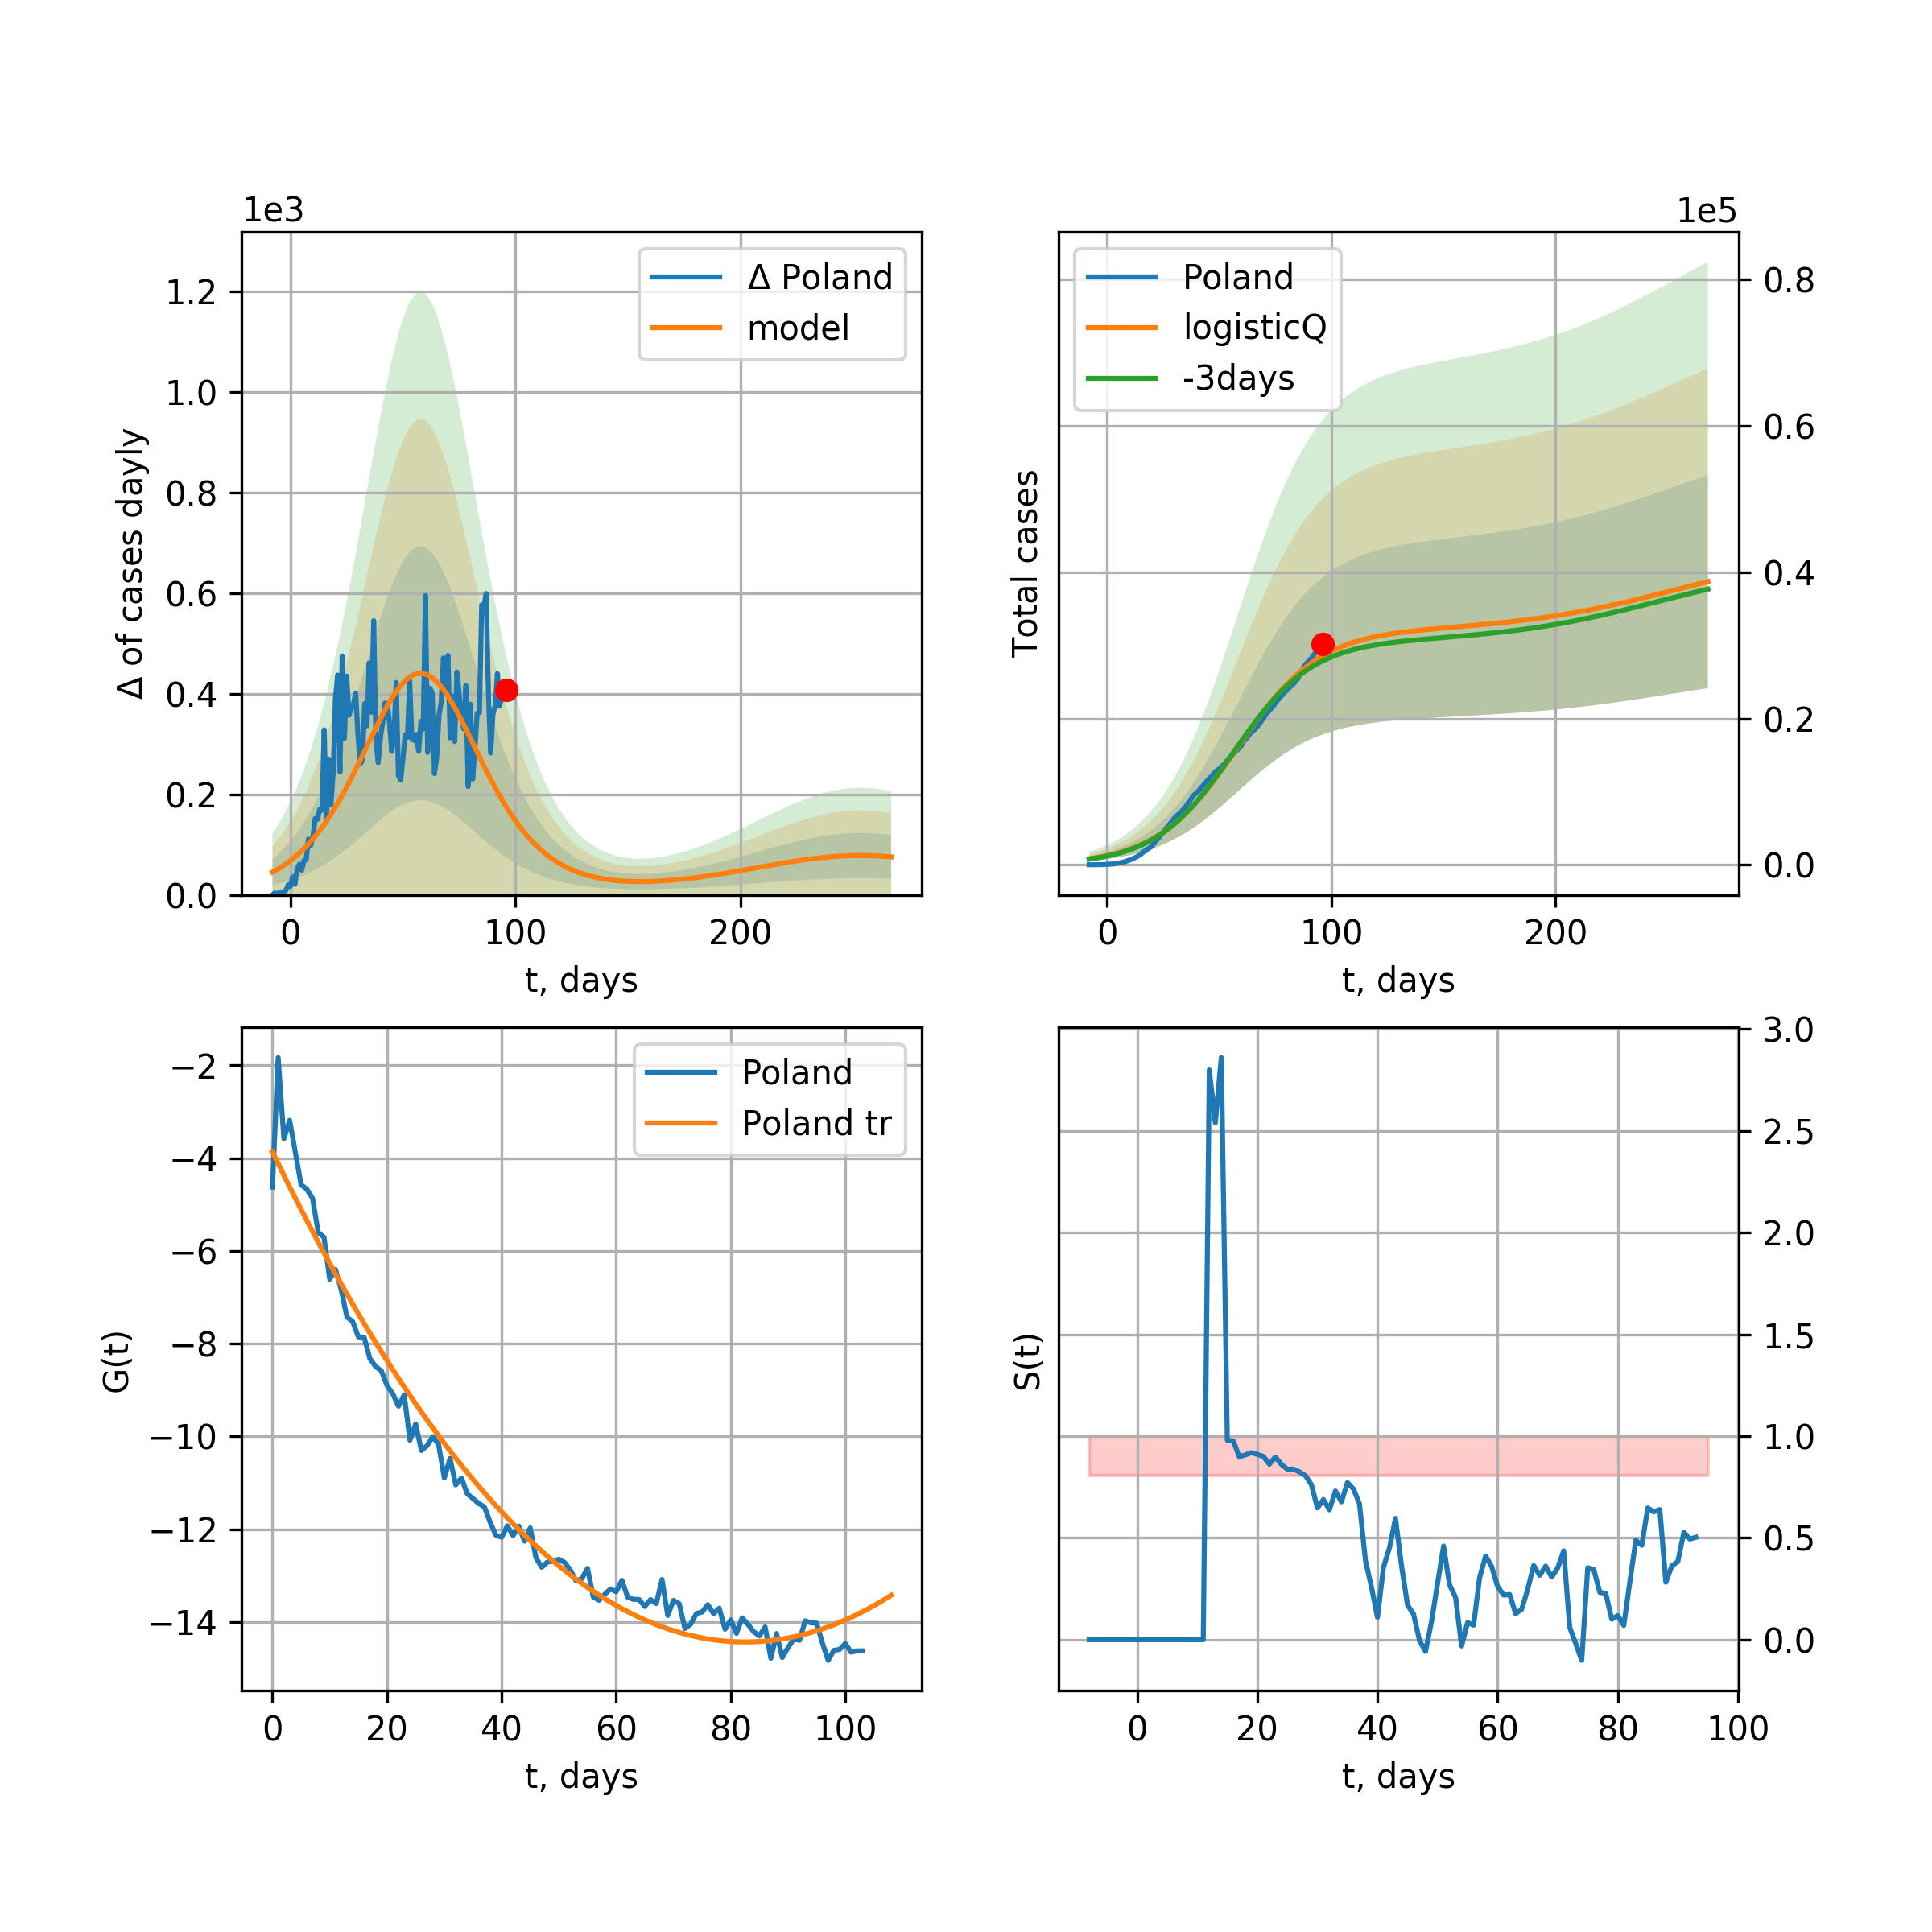 1e3
1.2
1.0
0.8
0.6
0.4
0.2
0.0
Δ of cases dayly
Δ Poland
model
0 100 200
t, days
1e5
0.8
0.6
0.4
0.2
0.0
Total cases
Poland
logisticQ
-3days
0 100 200
t, days
−2
−4
−6
−8
−10
−12
−14
G(t)
Poland
Poland tr
0 20 40 60 80 100
t, days
3.0
2.5
2.0
1.5
1.0
0.5
0.0
S(t)
0 20 40 60 80 100
t, days